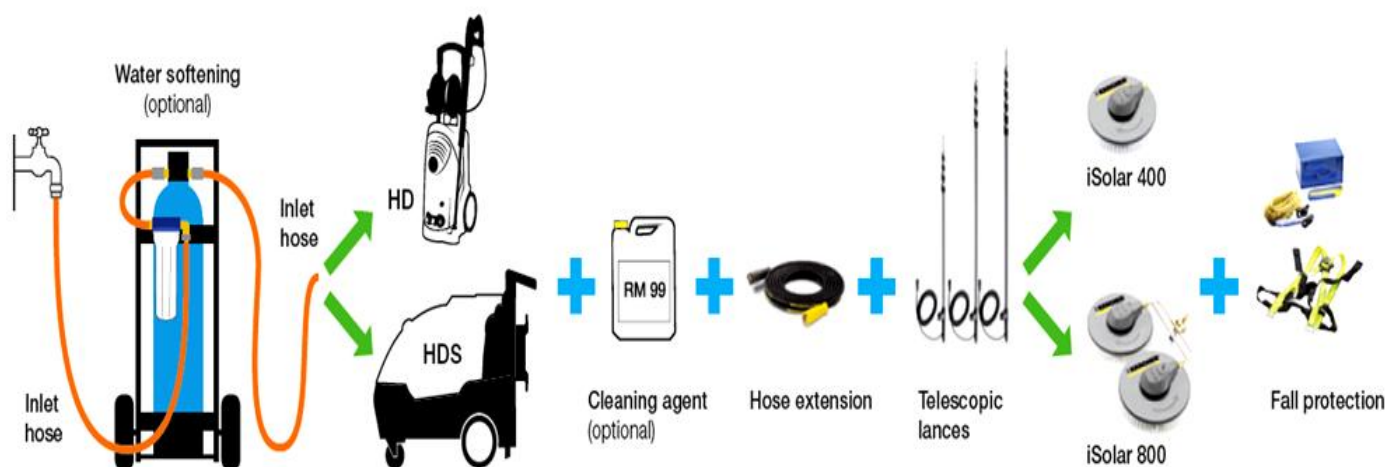 Water softening
(optional)
Inlet
hose
Inlet
hose
HD
HDS
RM 99
Cleaning agent
(optional)
Hose extension
Telescopic
lances
iSolar 400
iSolar 800
Fall protection